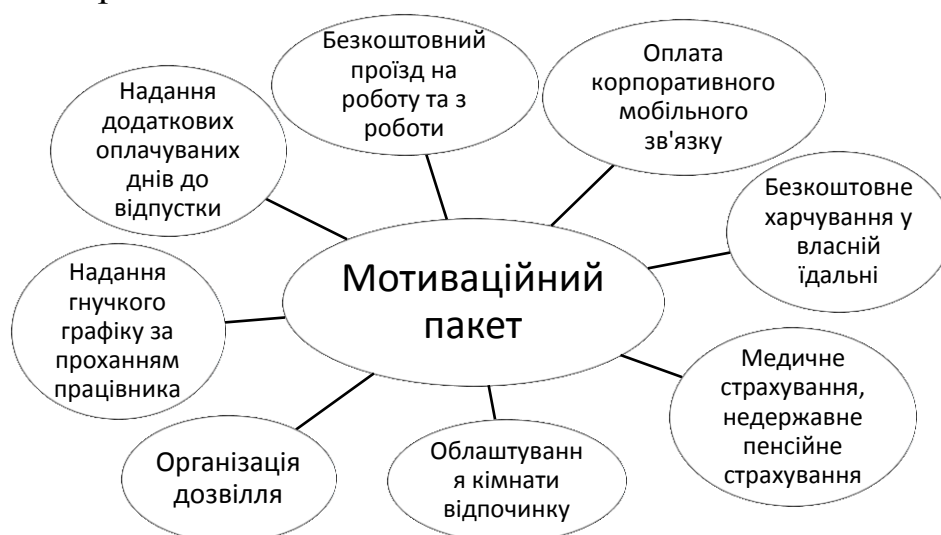 Безкоштовний
проїзд на
роботу та з
роботи
Оплата
корпоративного
мобільного
зв'язку
Надання
додаткових
оплачуваних
днів до
відпустки
Безкоштовне
харчування у
власній
їдальні
Мотиваційний
пакет
Надання
гнучкого
графіку за
проханням
працівника
Медичне
страхування,
недержавне
пенсійне
страхування
Організація
дозвілля
Облаштуванн
я кімнати
відпочинку